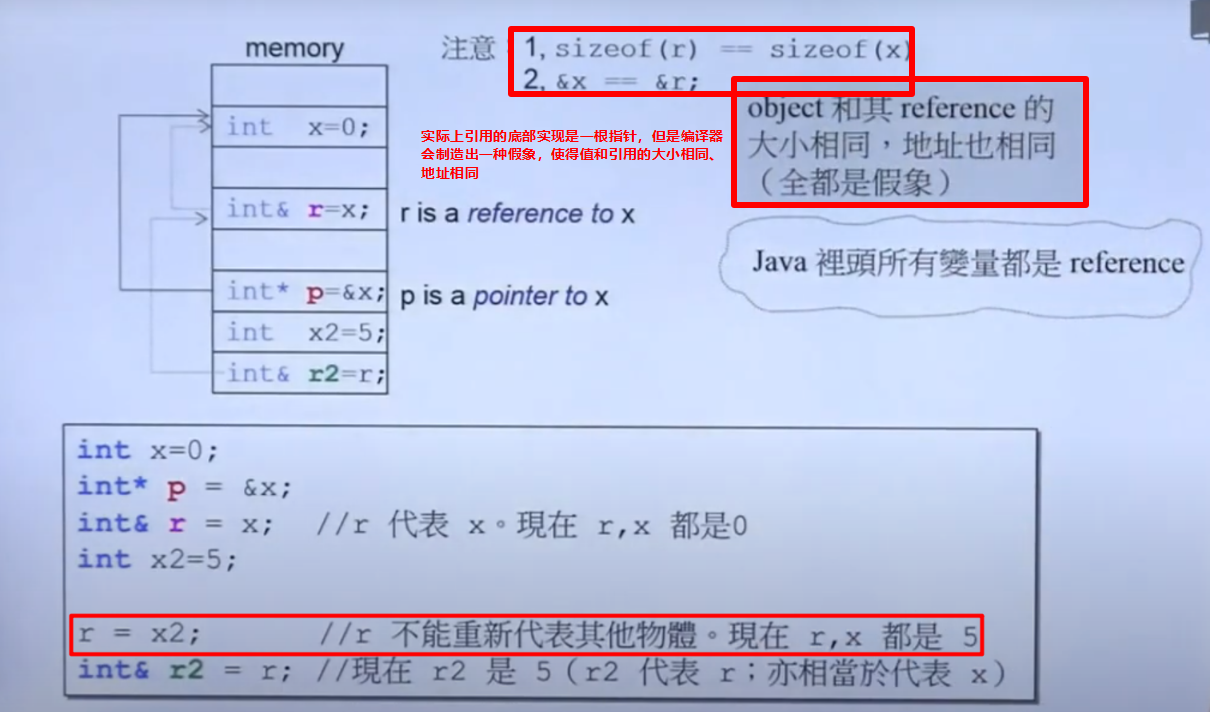 memory
注意：1, sizeof(r) == sizeof(x)
2, &x == &r;
object 和其 reference 的
大小相同，地址也相同
（全都是假象）
实际上引用的底部实现是一根指针，但是编译器
会制造出一种假象，使得值和引用的大小相同、
地址相同
int x=0;
int& r=x; r is a reference to x
Java 裡頭所有變量都是 reference
int* p=&x; p is a pointer to x
int x2=5;
int& r2=r;
int x=0;
int* p = &x;
int& r = x; //r 代表 x。現在 r,x 都是0
int x2=5;
r = x2; //r 不能重新代表其他物體。現在 r,x 都是 5
int& r2 = r; //現在 r2 是 5（r2 代表 r；亦相當於代表 x）